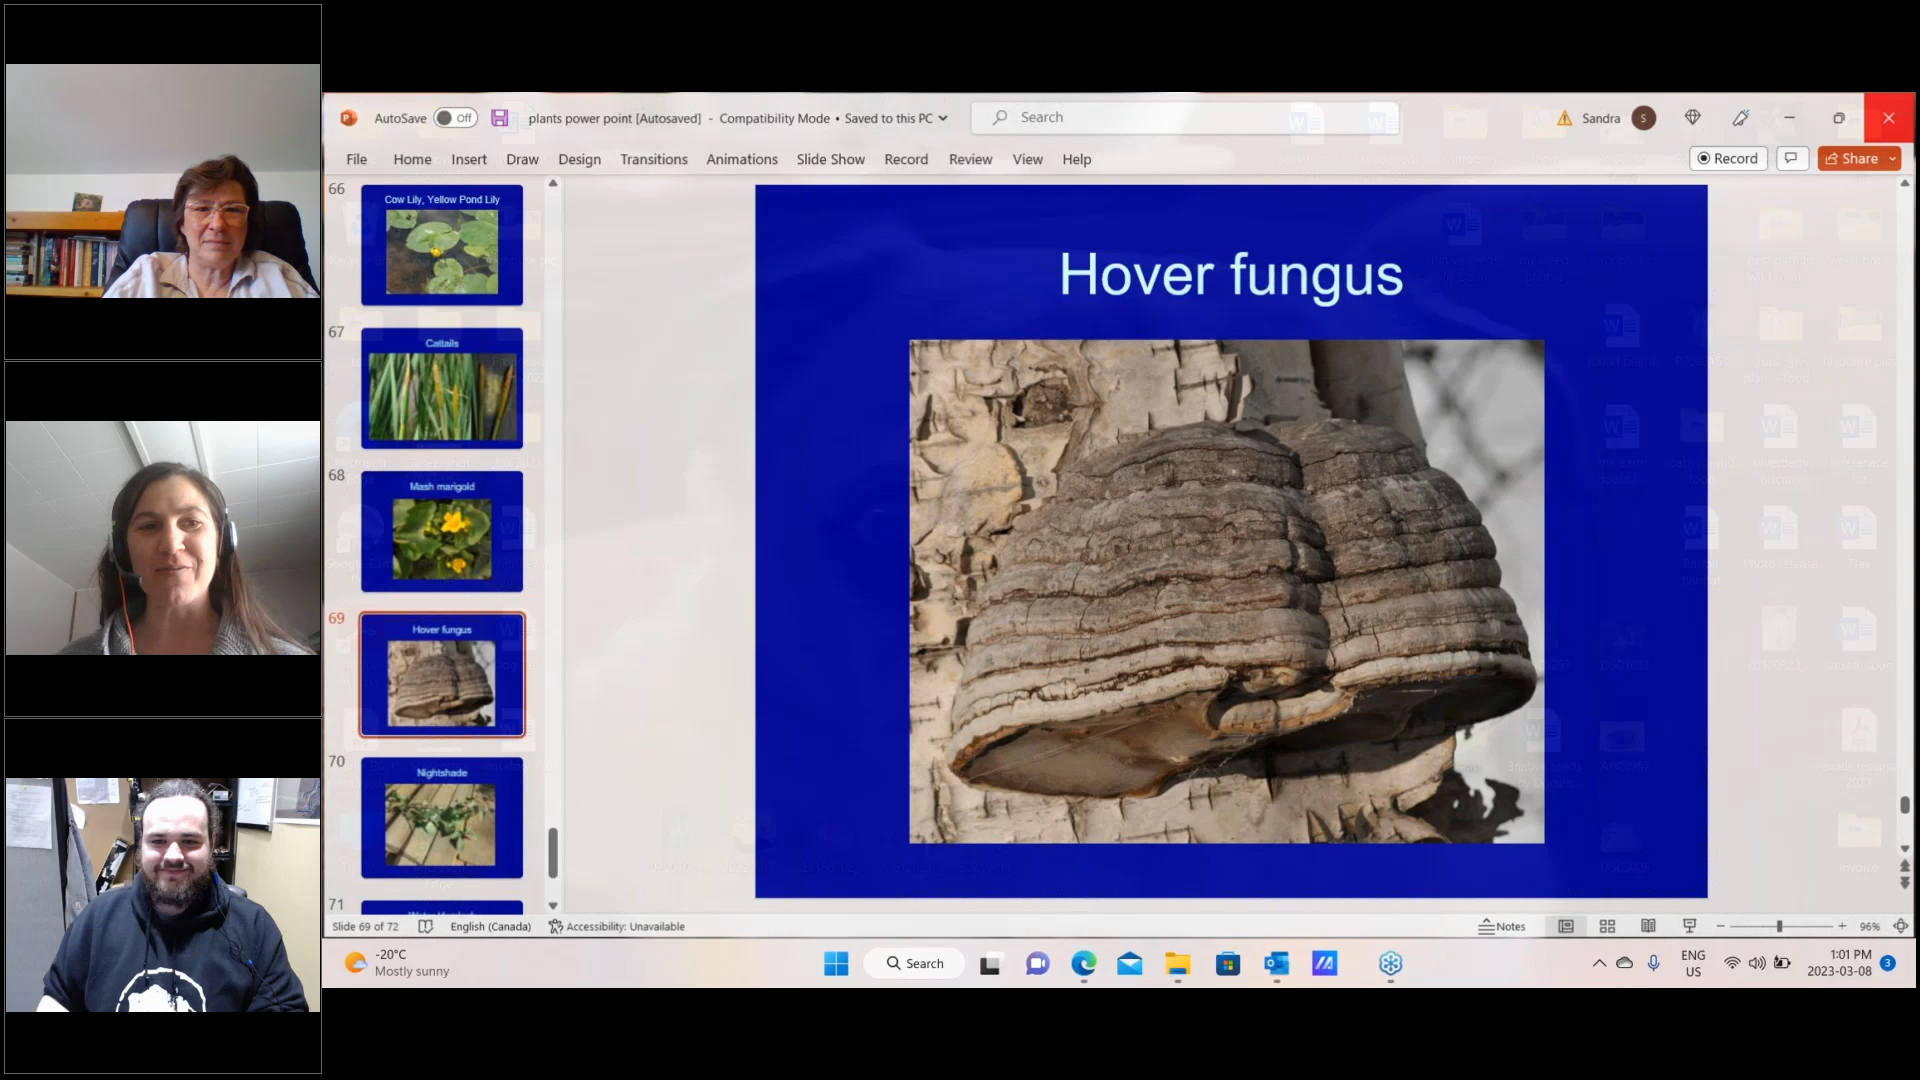 AutoSave Off plants power point [Autosaved] - Compatibility Mode • Saved to this PC Search Sandra S
File Home Insert Draw Design Transitions Animations Slide Show Record Review View Help Record Share
66
Cow Lily, Yellow Pond Lily
67
Cattails
68
Mash marigold
69
Hover fungus
70
Nightshade
71
Hover fungus
Slide 69 of 72 English (Canada) Accessibility: Unavailable Notes 96%
-20°C
Mostly sunny
Search
ENG
US
1:01 PM
2023-03-08
3